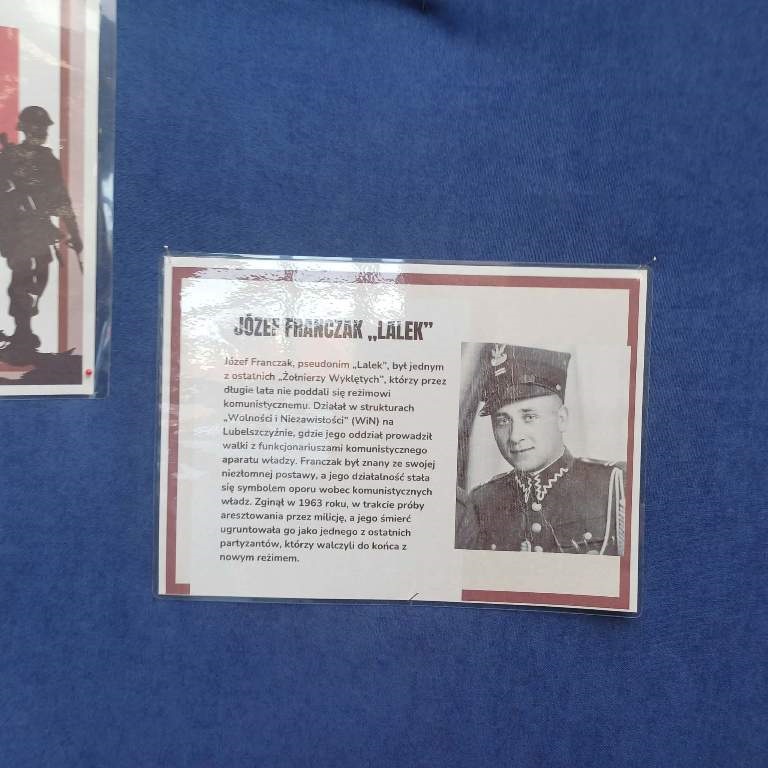 JÓZEF FRANCZAK „LALEK”
Józef Franczak, pseudonim „Lalek”, był jednym
z ostatnich „Żołnierzy Wyklętych”, którzy przez
długie lata nie poddali się reżimowi
komunistycznemu. Działał w strukturach
„Wolności i Niezawisłości” (WiN) na
Lubelszczyźnie, gdzie jego oddział prowadził
walki z funkcjonariuszami komunistycznego
aparatu władzy. Franczak był znany ze swojej
niezłomnej postawy, a jego działalność stała
się symbolem oporu wobec komunistycznych
władz. Zginął w 1963 roku, w trakcie próby
aresztowania przez milicję, a jego śmierć
ugruntowała go jako jednego z ostatnich
partyzantów, którzy walczyli do końca z
nowym reżimem.